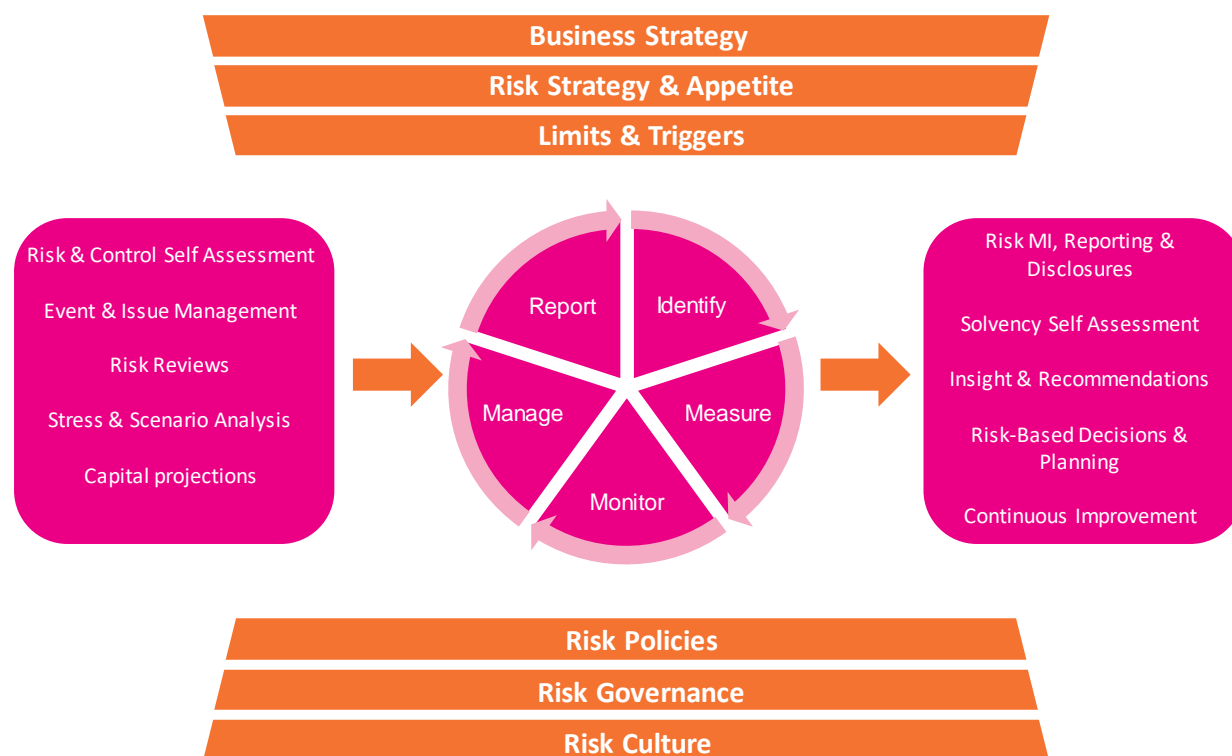 Business Strategy
Risk Strategy & Appetite
Limits & Triggers
Risk & Control Self Assessment
Event & Issue Management
Risk Reviews
Stress & Scenario Analysis
Capital projections
Report
Identify
Manage
Measure
Monitor
Risk MI, Reporting &
Disclosures
Solvency Self Assessment
Insight & Recommendations
Risk-Based Decisions &
Planning
Continuous Improvement
Risk Policies
Risk Governance
Risk Culture